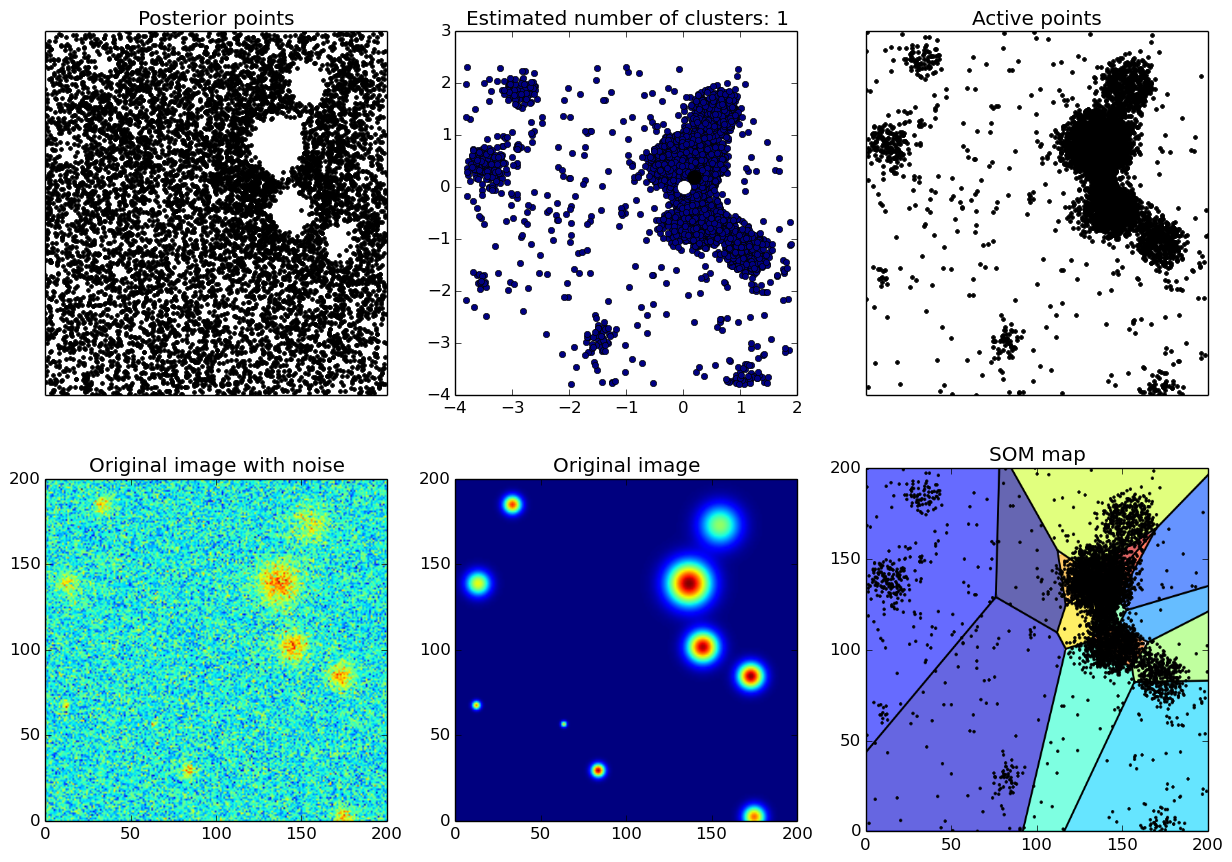 Posterior points
Estimated number of clusters: 1
Active points
3
2
1
0
−1
−2
−3
−4
−4 −3 −2 −1 0 1 2
Original image with noise
Original image
SOM map
200
150
100
50
0
0 50 100 150 200
200
150
100
50
0
0 50 100 150 200
200
150
100
50
0
0 50 100 150 200